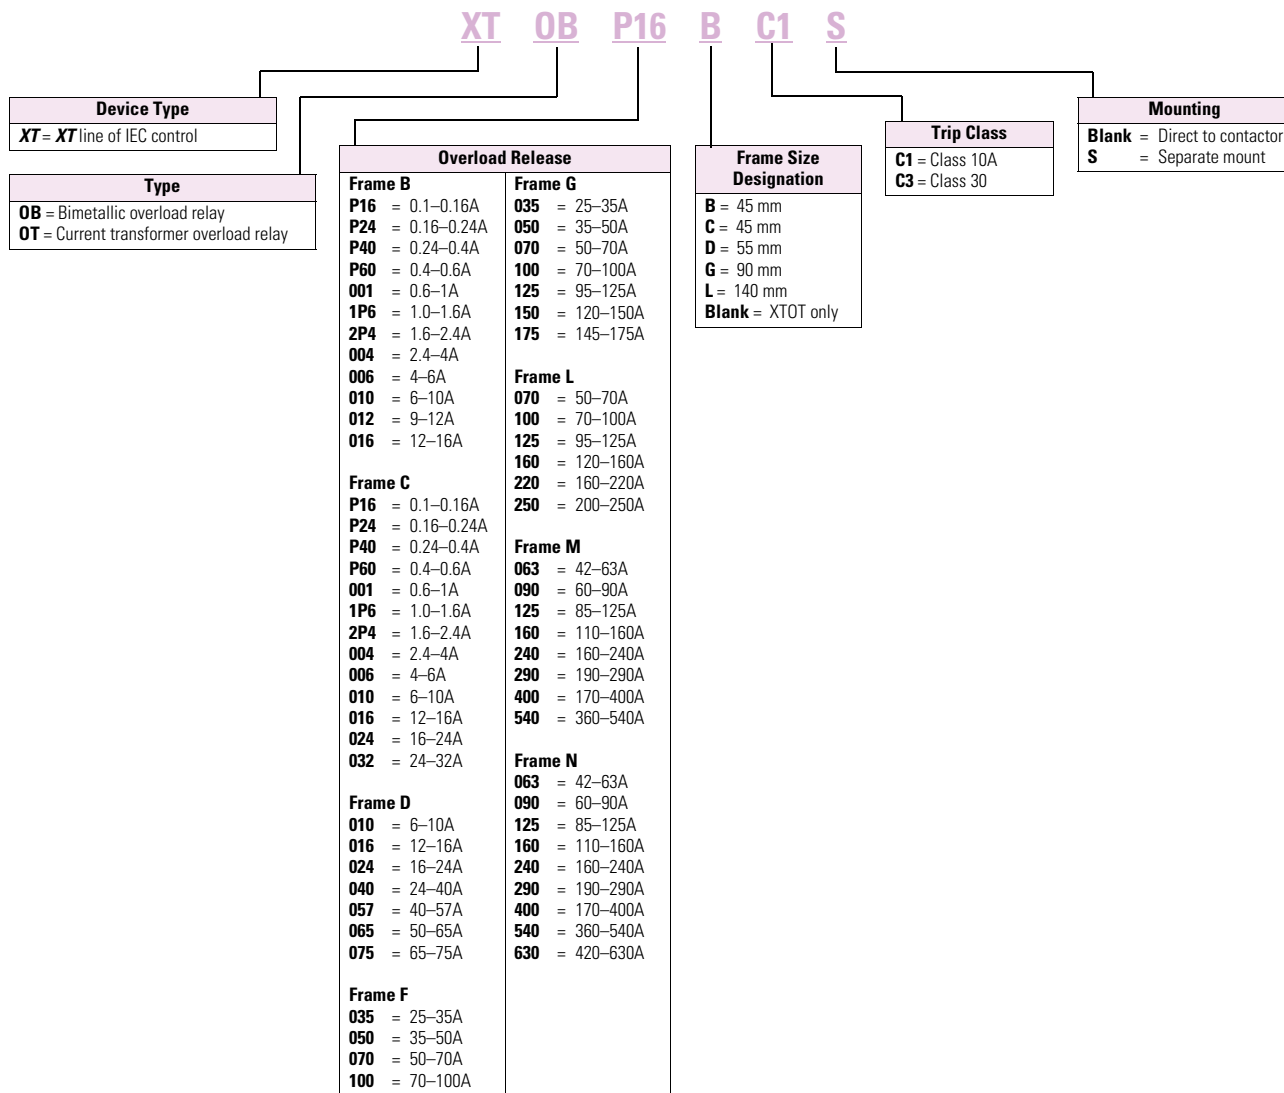 XT OB P16 B C1 S
Device Type
XT = XT line of IEC control
Type
OB = Bimetallic overload relay
OT = Current transformer overload relay
Overload Release
Frame B
P16 = 0.1–0.16A
P24 = 0.16–0.24A
P40 = 0.24–0.4A
P60 = 0.4–0.6A
001 = 0.6–1A
1P6 = 1.0–1.6A
2P4 = 1.6–2.4A
004 = 2.4–4A
006 = 4–6A
010 = 6–10A
012 = 9–12A
016 = 12–16A
Frame C
P16 = 0.1–0.16A
P24 = 0.16–0.24A
P40 = 0.24–0.4A
P60 = 0.4–0.6A
001 = 0.6–1A
1P6 = 1.0–1.6A
2P4 = 1.6–2.4A
004 = 2.4–4A
006 = 4–6A
010 = 6–10A
016 = 12–16A
024 = 16–24A
032 = 24–32A
Frame D
010 = 6–10A
016 = 12–16A
024 = 16–24A
040 = 24–40A
057 = 40–57A
065 = 50–65A
075 = 65–75A
Frame F
035 = 25–35A
050 = 35–50A
070 = 50–70A
100 = 70–100A
Frame G
035 = 25–35A
050 = 35–50A
070 = 50–70A
100 = 70–100A
125 = 95–125A
150 = 120–150A
175 = 145–175A
Frame L
070 = 50–70A
100 = 70–100A
125 = 95–125A
160 = 120–160A
220 = 160–220A
250 = 200–250A
Frame M
063 = 42–63A
090 = 60–90A
125 = 85–125A
160 = 110–160A
240 = 160–240A
290 = 190–290A
400 = 170–400A
540 = 360–540A
Frame N
063 = 42–63A
090 = 60–90A
125 = 85–125A
160 = 110–160A
240 = 160–240A
290 = 190–290A
400 = 170–400A
540 = 360–540A
630 = 420–630A
Frame Size
Designation
B = 45 mm
C = 45 mm
D = 55 mm
G = 90 mm
L = 140 mm
Blank = XTOT only
Trip Class
C1 = Class 10A
C3 = Class 30
Mounting
Blank = Direct to contactor
S = Separate mount